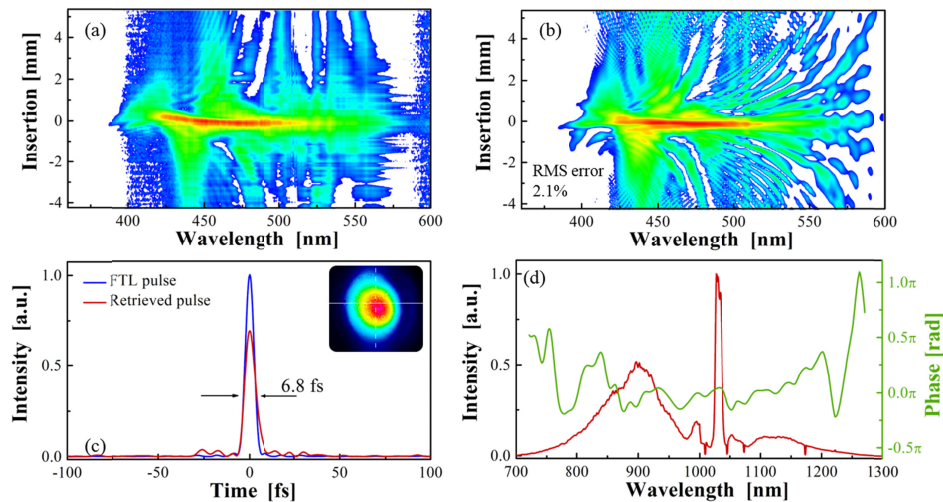 (a)
Insertion [mm]
4
2
0
-2
-4
400 450 500 550 600
Wavelength [nm]
(b)
Insertion [mm]
4
2
0
-2
-4
RMS error
2.1%
400 450 500 550 600
Wavelength [nm]
FTL pulse
Retrieved pulse
Intensity [a.u.]
1.0
0.5
0.0
6.8 fs
(c)
-100 -50 0 50 100
Time [fs]
(d)
Intensity [a.u.]
1.0
0.5
0.0
1.0π
0.5π
0.0π
-0.5π
Phase [rad]
700 800 900 1000 1100 1200 1300
Wavelength [nm]